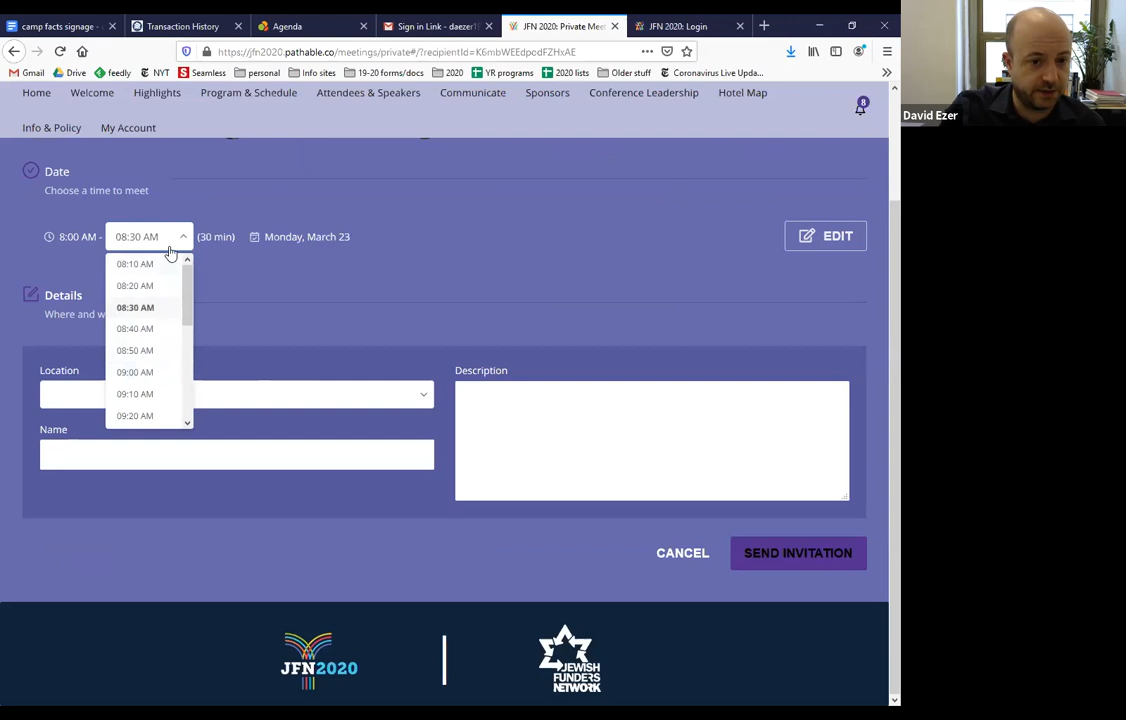 camp facts signage -
Transaction History
Agenda
Sign in Link - daezer1
JFN 2020: Private Mee
JFN 2020: Login
https://jfn2020.pathable.co/meetings/private#/?recipientId=K6mbWEEdpodFZHxAE
Gmail
Drive
feedly
NYT
Seamless
personal
Info sites
19-20 forms/docs
2020
YR programs
2020 lists
Older stuff
Coronavirus Live Upda...
Home
Welcome
Highlights
Program & Schedule
Attendees & Speakers
Communicate
Sponsors
Conference Leadership
Hotel Map
8
Info & Policy
My Account
David Ezer
Date
Choose a time to meet
8:00 AM -
08:30 AM
(30 min)
Monday, March 23
EDIT
08:10 AM
08:20 AM
08:30 AM
08:40 AM
08:50 AM
09:00 AM
09:10 AM
09:20 AM
Details
Where and w
Location
Description
Name
CANCEL
SEND INVITATION
JFN2020
JEWISH
FUNDERS
NETWORK